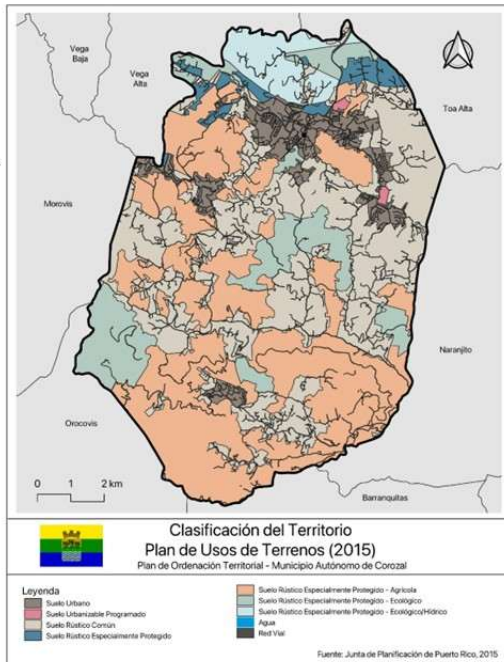 Vega
Baja
Vega
Alta
Toa Alta
Morovis
Naranjito
Orocovis
Barranquitas
0 1 2 km
Clasificación del Territorio
Plan de Usos de Terrenos (2015)
Plan de Ordenación Territorial - Municipio Autónomo de Corozal
Leyenda
Suelo Urbano
Suelo Urbanizable Programado
Suelo Rústico Común
Suelo Rústico Especialmente Protegido
Suelo Rústico Especialmente Protegido - Agrícola
Suelo Rústico Especialmente Protegido - Ecológico
Suelo Rústico Especialmente Protegido - Ecológico/Hídrico
Agua
Red Vial
Fuente: Junta de Planificación de Puerto Rico, 2015